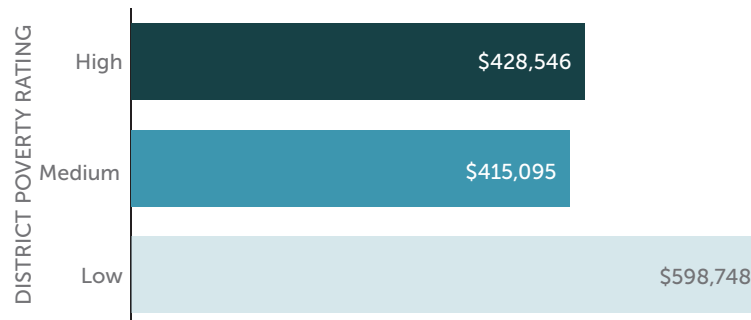 DISTRICT POVERTY RATING
High
$428,546
Medium
$415,095
Low
$598,748